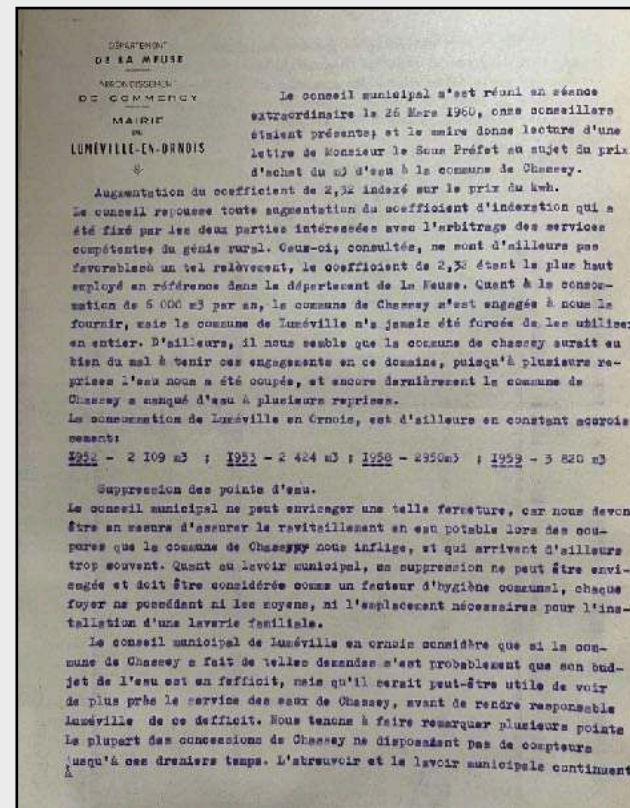 DÉPARTEMENT
DE LA MEUSE
ARRONDISSEMENT
DE COMMERCY
MAIRIE
DE
LUMÉVILLE-EN-ORNOIS
Le conseil municipal s'est réuni en séance
extraordinaire le 26 Mars 1960, onze conseillers
étaient présents; et le maire donne lecture d'une
lettre de Monsieur le Sous Préfet au sujet du prix
d'achat du m3 d'eau à la commune de Chassey.
Augmentation du coefficient de 2,32 indexé sur le prix du kwh.
Le conseil repousse toute augmentation du coefficient d'indexation qui a
été fixé par les deux parties intéressées avec l'arbitrage des services
compétents du génie rural. Ceux-ci, consultés, ne sont d'ailleurs pas
favorablesà un tel relèvement, le coefficient de 2,32 étant le plus haut
employé en référence dans le départeent de la Meuse. Quant à la consom-
mation de 6 000 m3 par an, la commune de Chassey s'est engagée à nous la
fournir, mais la commune de Luméville n'a jamais été forcée de les utiliser
en entier. D'ailleurs, il nous semble que la commune de chassey aurait eu
bien du mal à tenir ces engagements en ce domaine, puisqu'à plusieurs re-
prises l'eau nous a été coupée, et encore dernièrement la commune de
Chassey a manqué d'eau à plusieurs reprises.
La consommation de Luméville en Ornois, est d'ailleurs en constant accrois
sement:
I952 - 2 I09 m3 ; I953 - 2 424 m3 ; I958 - 2950m3 ; I959 - 3 820 m3
Suppression des points d'eau.
Le conseil municipal ne peut envisager une telle fermeture, car nous devon
être en mesure d'assurer le ravitaillement en eau potable lors des cou-
pures que la commune de Chassyyy nous inflige, et qui arrivent d'ailleurs
trop souvent. Quant au lavoir municipal, sa suppression ne peut être envi-
sagée et doit être considérée comme un facteur d'hygiène communal, chaque
foyer ne possédant ni les moyens, ni l'emplacement nécessaires pour l'ins-
tallation d'une laverie familiale.
Le conseil municipal de Luméville en ornois considère que si la com-
mune de Chassey a fait de telles demandes s'est probablement que son bud-
jet de l'eau est en fefficit, mais qu'il serait peut-être utile de voir
de plus près le service des eaux de Chassey, avant de rendre responsable
Luméville de ce defficit. Nous tenons à faire remarquer plusieurs points
La plupart des concessions de Chassey ne disposaient pas de compteurs
jusqu'à ces dreniers temps. L'atreuvoir et le lavoir municipale continuent
à